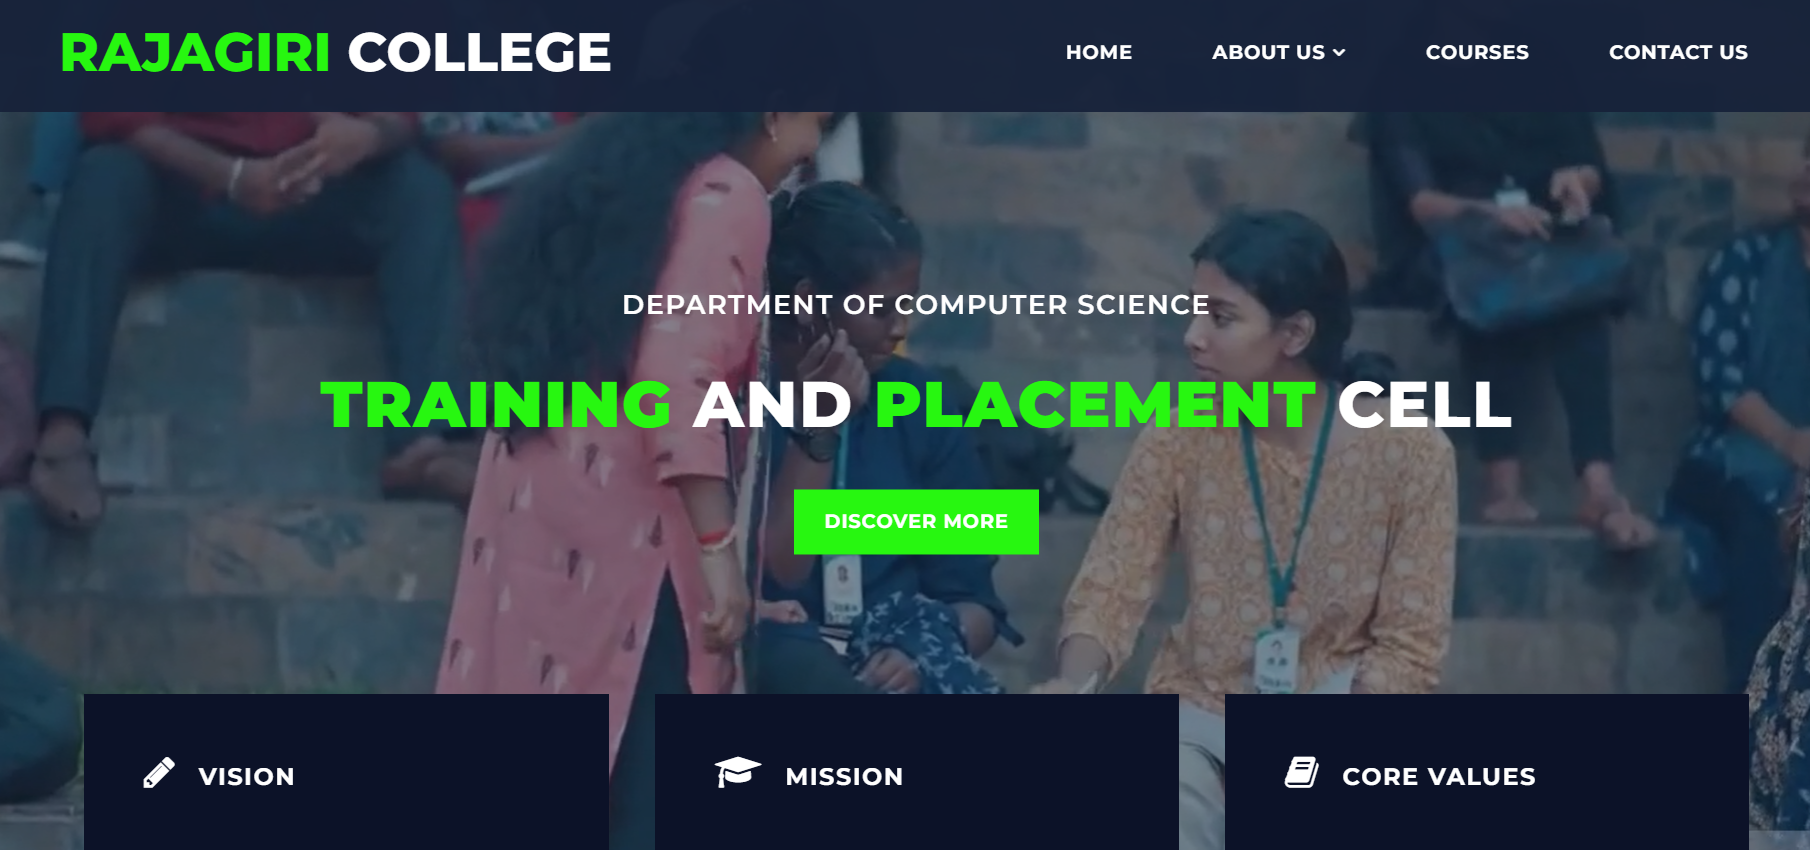 RAJAGIRI COLLEGE
HOME
ABOUT US
COURSES
CONTACT US
DEPARTMENT OF COMPUTER SCIENCE
TRAINING AND PLACEMENT CELL
DISCOVER MORE
VISION
MISSION
CORE VALUES